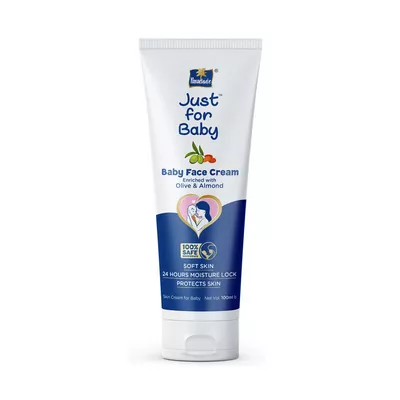 Parachute
Just™
for
Baby
Baby Face Cream
Enriched with
Olive & Almond
100%
SAFE
SOFT SKIN
24 HOURS MOISTURE LOCK
PROTECTS SKIN
Skin Cream for Baby Net Vol. 100ml